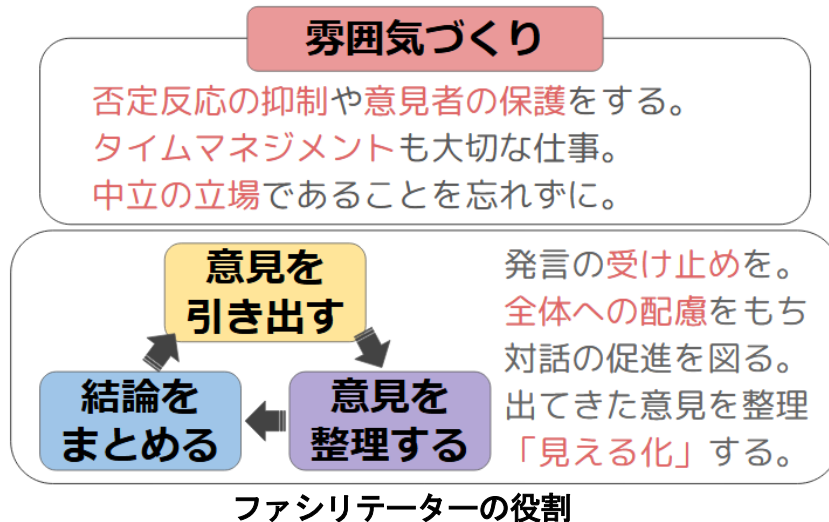 雰囲気づくり
否定反応の抑制や意見者の保護をする。
タイムマネジメントも大切な仕事。
中立の立場であることを忘れずに。
意見を
引き出す
意見を
整理する
結論を
まとめる
発言の受け止めを。
全体への配慮をもち
対話の促進を図る。
出てきた意見を整理
「見える化」する。
ファシリテーターの役割